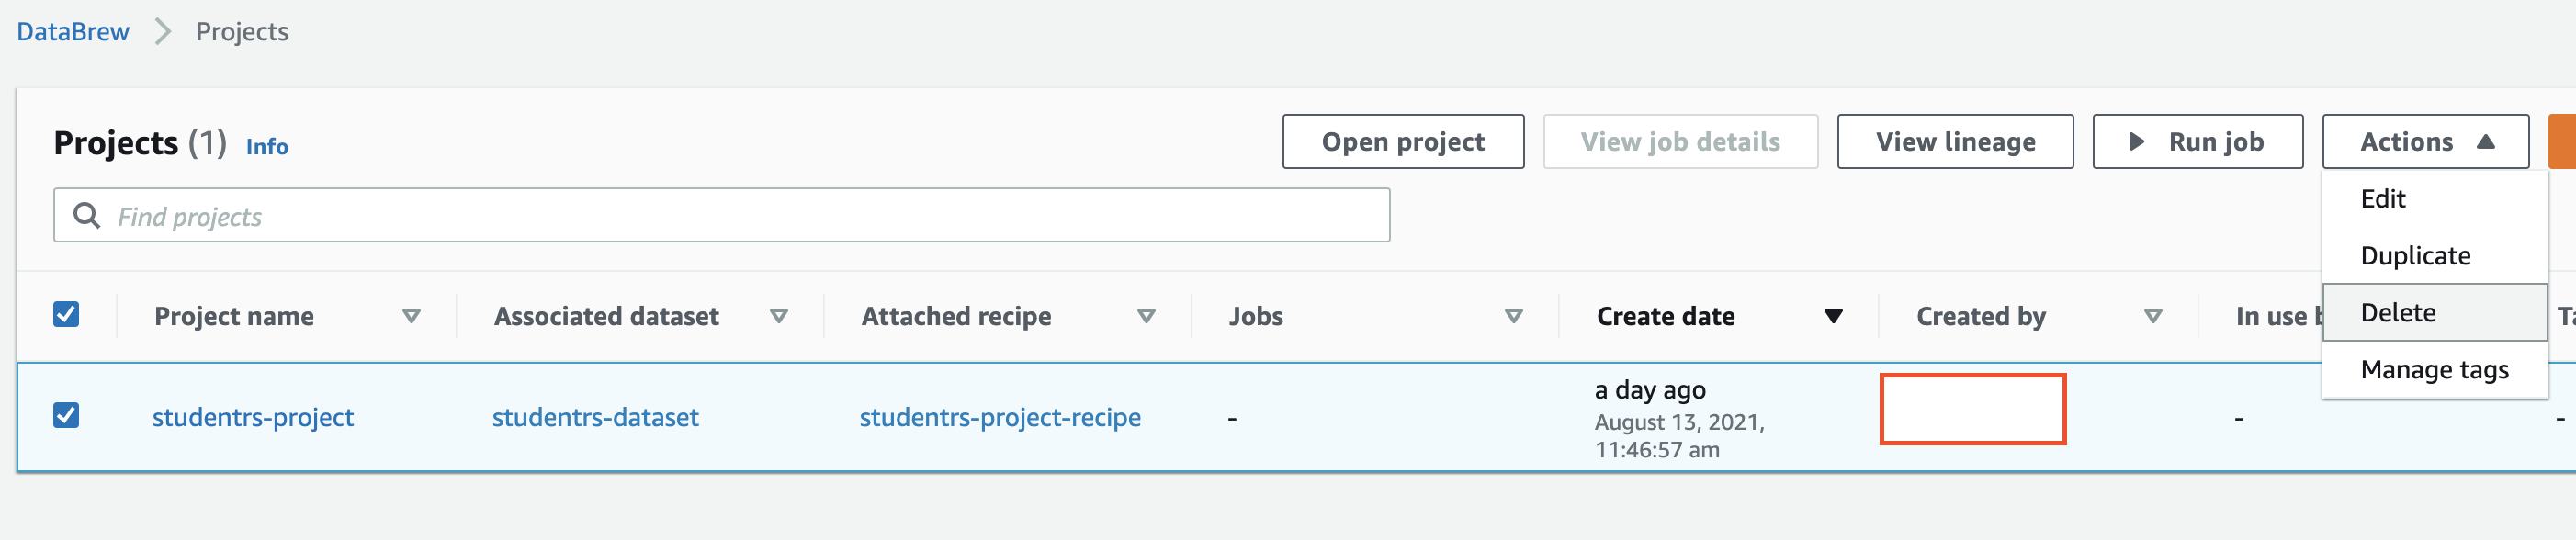 DataBrew Projects
Projects (1) Info
Open project View job details View lineage Run job Actions
Find projects
Edit
Duplicate
Delete
Manage tags
Project name Associated dataset Attached recipe Jobs Create date Created by In use
studentrs-project studentrs-dataset studentrs-project-recipe - a day ago - -
August 13, 2021,
11:46:57 am